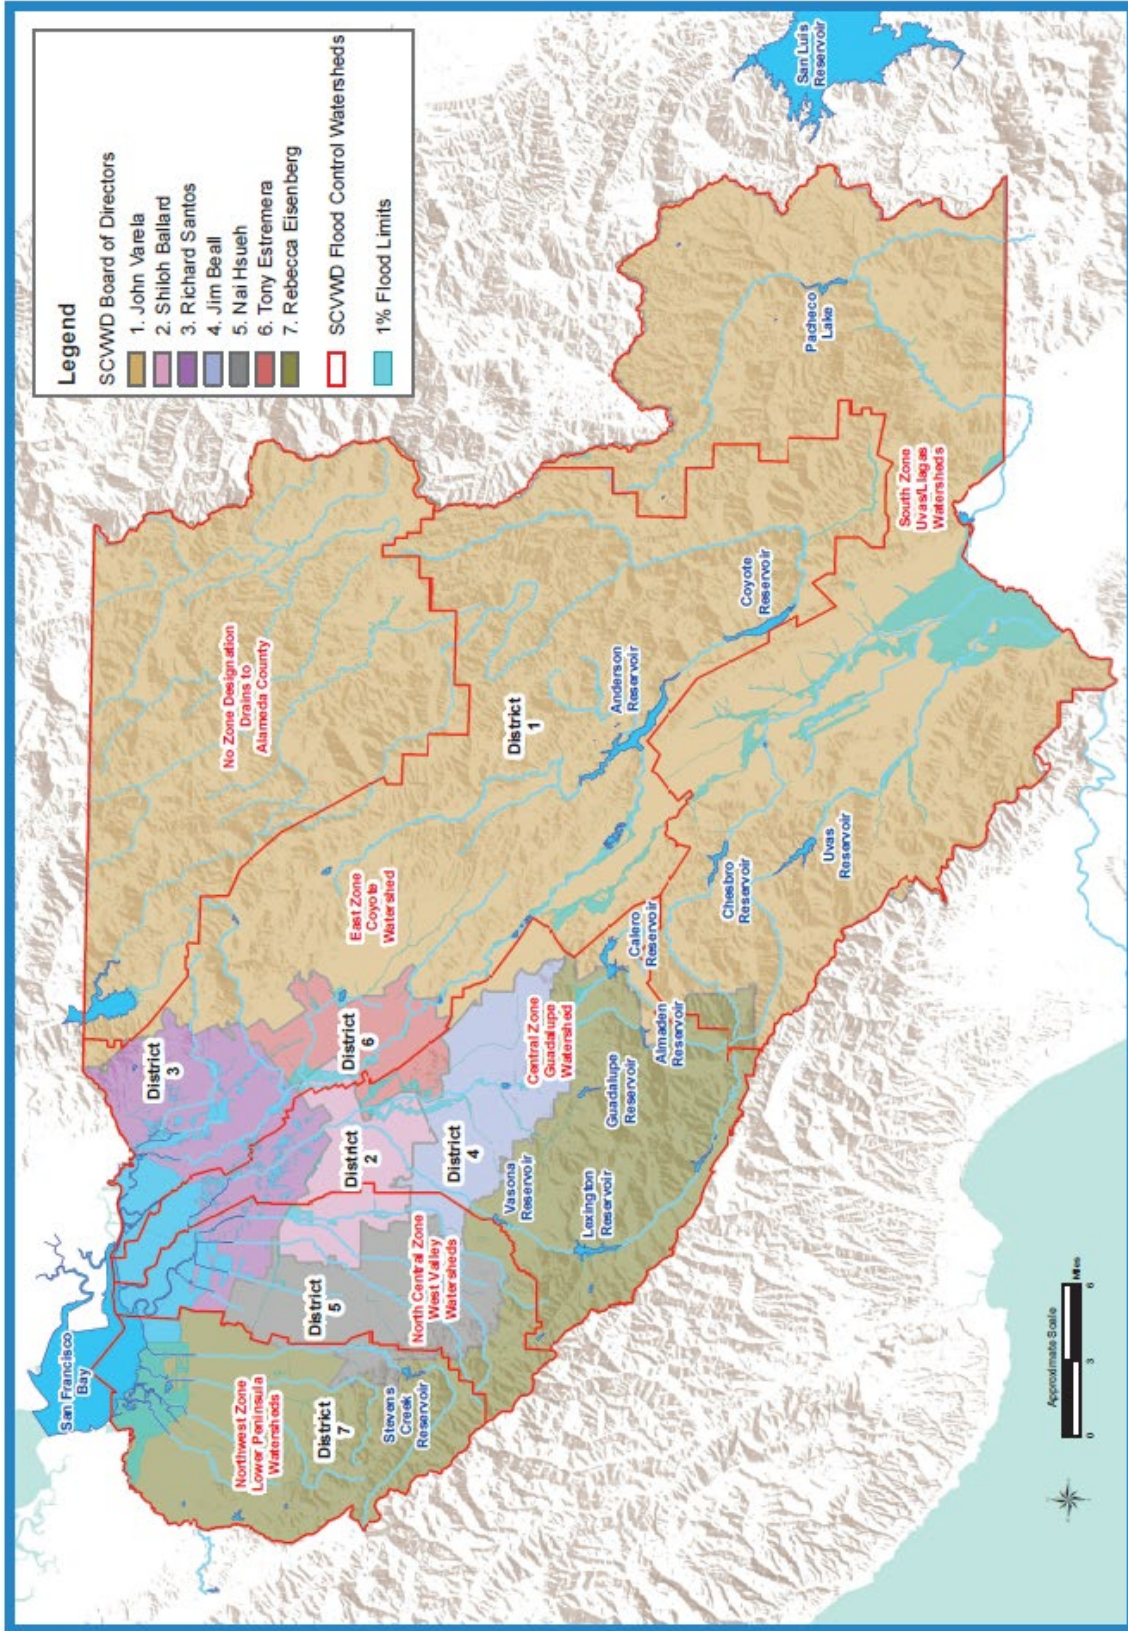 Legend
SCVWD Board of Directors
1. John Varela
2. Shiloh Ballard
3. Richard Santos
4. Jim Beall
5. Nai Hsueh
6. Tony Estremera
7. Rebecca Eisenberg
SCVWD Flood Control Watersheds
1% Flood Limits
San Francisco
Bay
Northwest Zone
Lower Peninsula
Watersheds
District
7
Stevens
Creek
Reservoir
District
5
North Central Zone
West Valley
Watersheds
District
2
District
4
Vasona
Reservoir
Lexington
Reservoir
District
3
District
6
Central Zone
Guadalupe
Watershed
Guadalupe
Reservoir
Almaden
Reservoir
Calero
Reservoir
East Zone
Coyote
Watershed
No Zone Designation
Drains to
Alameda County
District
1
Anderson
Reservoir
Coyote
Reservoir
Chesbro
Reservoir
Uvas
Reservoir
South Zone
Uvas/Llagas
Watersheds
Pacheco
Lake
San Luis
Reservoir
Approximate Scale
0 3 6
Miles